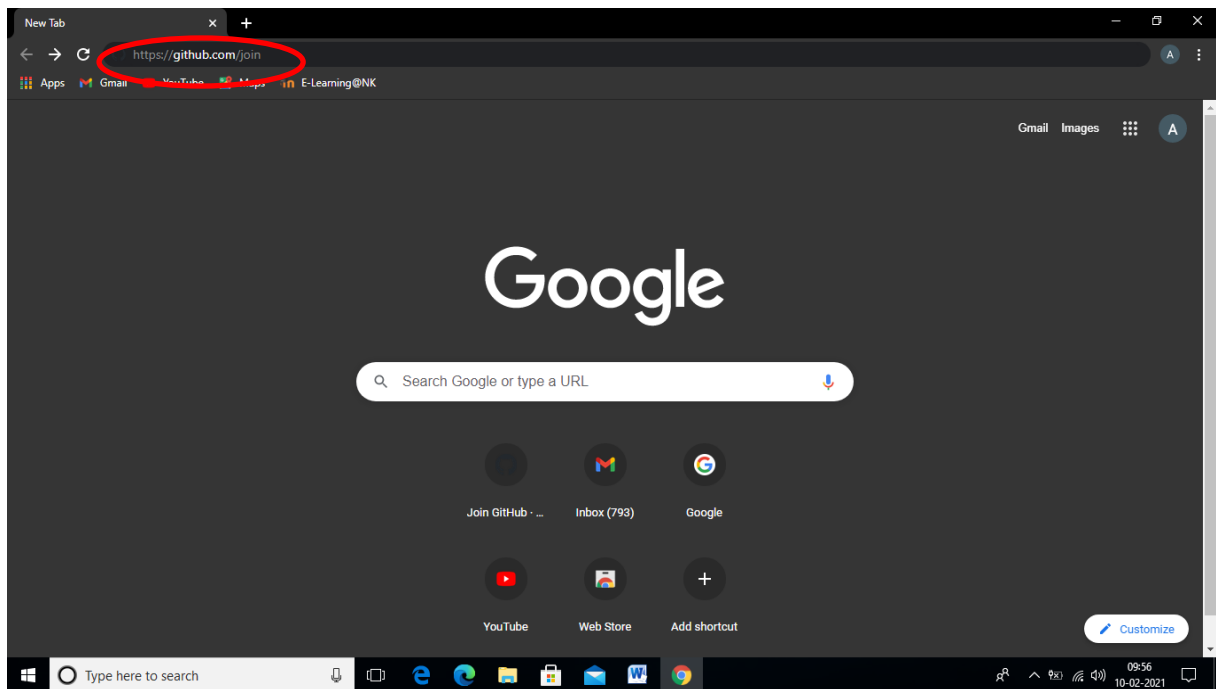 New Tab
https://github.com/join
Apps Gmail YouTube Maps E-Learning@NK
A
Gmail Images A
Google
Search Google or type a URL
Join GitHub · ... Inbox (793) Google
YouTube Web Store Add shortcut
Customize
Type here to search
09:56
10-02-2021